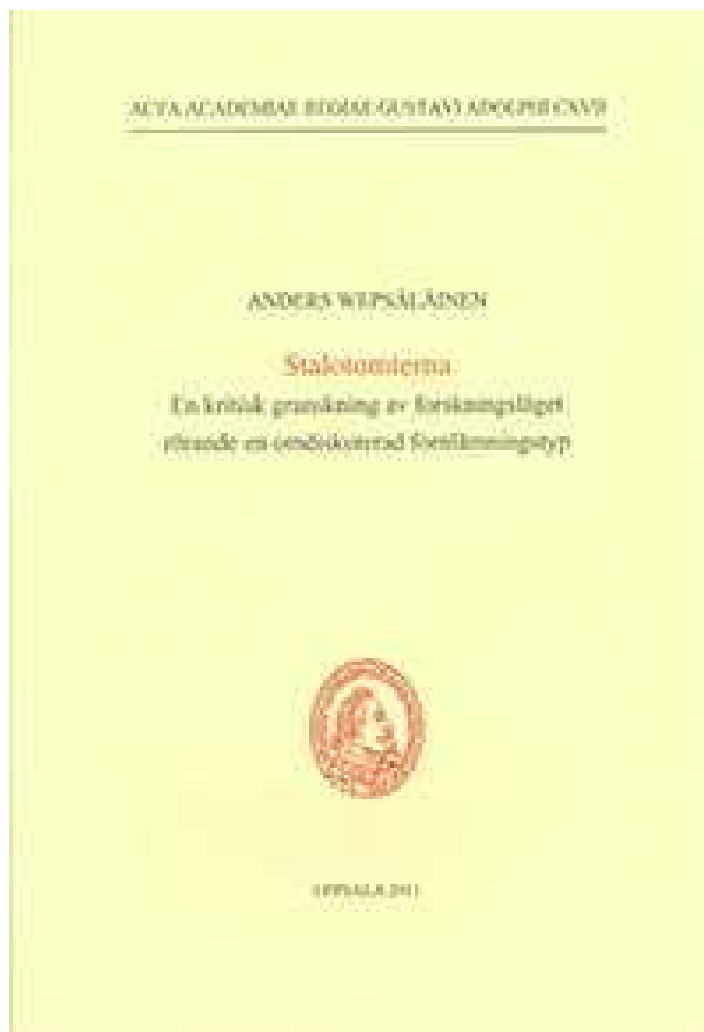 ACTA ACADEMIAE REGIAE GUSTAVI ADOLPHI CXVII
ANDERS WEPSÄLÄINEN
Stalotomterna
En kritisk granskning av forskningsläget
rörande en omdiskuterad fornlämningstyp
UPPSALA 2011